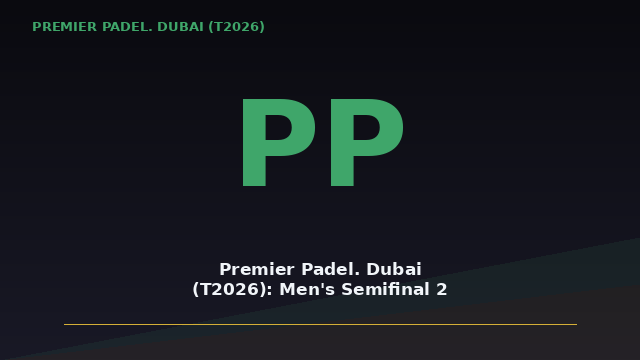 PREMIER PADEL. DUBAI (T2026)
PP
Premier Padel. Dubai
(T2026): Men's Semifinal 2